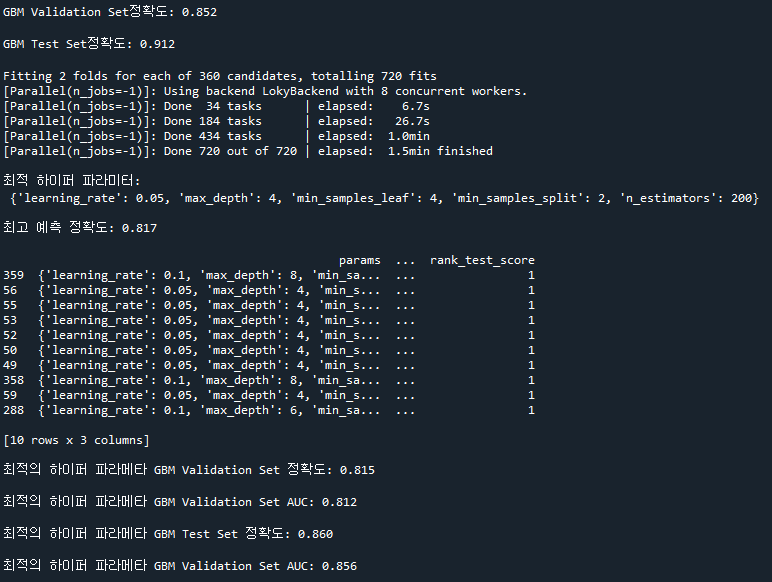 GBM Validation Set정확도: 0.852
GBM Test Set정확도: 0.912
Fitting 2 folds for each of 360 candidates, totalling 720 fits
[Parallel(n_jobs=-1)]: Using backend LokyBackend with 8 concurrent workers.
[Parallel(n_jobs=-1)]: Done  34 tasks      | elapsed:    6.7s
[Parallel(n_jobs=-1)]: Done 184 tasks      | elapsed:   26.7s
[Parallel(n_jobs=-1)]: Done 434 tasks      | elapsed:  1.0min
[Parallel(n_jobs=-1)]: Done 720 out of 720 | elapsed:  1.5min finished
최적 하이퍼 파라미터:
{'learning_rate': 0.05, 'max_depth': 4, 'min_samples_leaf': 4, 'min_samples_split': 2, 'n_estimators': 200}
최고 예측 정확도: 0.817
params  ...  rank_test_score
359  {'learning_rate': 0.1, 'max_depth': 8, 'min_sa...  ...                1
56   {'learning_rate': 0.05, 'max_depth': 4, 'min_s...  ...                1
55   {'learning_rate': 0.05, 'max_depth': 4, 'min_s...  ...                1
53   {'learning_rate': 0.05, 'max_depth': 4, 'min_s...  ...                1
52   {'learning_rate': 0.05, 'max_depth': 4, 'min_s...  ...                1
50   {'learning_rate': 0.05, 'max_depth': 4, 'min_s...  ...                1
49   {'learning_rate': 0.05, 'max_depth': 4, 'min_s...  ...                1
358  {'learning_rate': 0.1, 'max_depth': 8, 'min_sa...  ...                1
59   {'learning_rate': 0.05, 'max_depth': 4, 'min_s...  ...                1
288  {'learning_rate': 0.1, 'max_depth': 6, 'min_sa...  ...                1
[10 rows x 3 columns]
최적의 하이퍼 파라메타 GBM Validation Set 정확도: 0.815
최적의 하이퍼 파라메타 GBM Validation Set AUC: 0.812
최적의 하이퍼 파라메타 GBM Test Set 정확도: 0.860
최적의 하이퍼 파라메타 GBM Validation Set AUC: 0.856